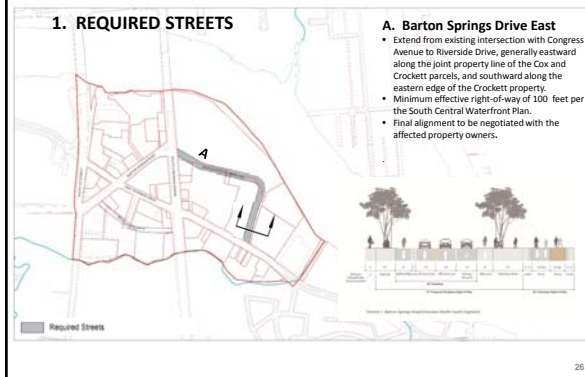 1. REQUIRED STREETS
A. Barton Springs Drive East
• Extend from existing intersection with Congress
Avenue to Riverside Drive, generally eastward
along the joint property line of the Cox and
Crockett parcels, and southward along the
eastern edge of the Crockett property.
• Minimum effective right-of-way of 100 feet per
the South Central Waterfront Plan.
• Final alignment to be negotiated with the
affected property owners.
A
Required Streets
26